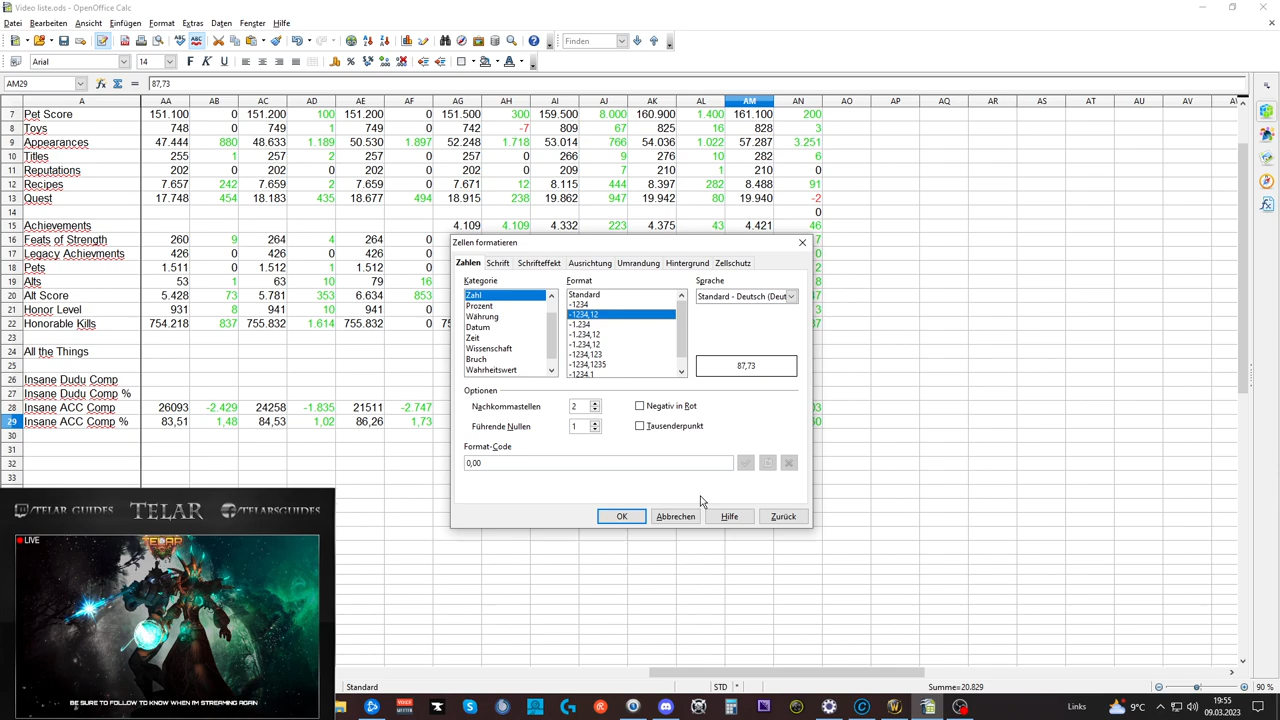 Video liste.ods - OpenOffice Calc
Datei Bearbeiten Ansicht Einfügen Format Extras Daten Fenster Hilfe
Finden
Arial 14
AM29 87,73
A AA AB AC AD AE AF AG AH AI AJ AK AL AM AN AO AP AQ AR AS AT AU AV
7 Pet Score 151.100 0 151.200 100 151.200 0 151.500 300 159.500 8.000 160.900 1.400 161.100 200
8 Toys 748 0 749 1 749 0 742 -7 809 67 825 16 828 3
9 Appearances 47.444 880 48.633 1.189 50.530 1.897 52.248 1.718 53.014 766 54.036 1.022 57.287 3.251
10 Titles 255 1 257 2 257 0 257 0 266 9 276 10 282 6
11 Reputations 202 0 202 0 202 0 202 0 209 7 210 1 210 0
12 Recipes 7.657 242 7.659 2 7.659 0 7.671 12 8.115 444 8.397 282 8.488 91
13 Quest 17.748 454 18.183 435 18.677 494 18.915 238 19.862 947 19.942 80 19.940 -2
14 0
15 Achievements 4.109 4.109 4.332 223 4.375 43 4.421 46
16 Feats of Strength 260 9 264 4 264 0
17 Legacy Achievments 426 0 426 0 426 0
18 Pets 1.511 0 1.512 1 1.512 0
19 Alts 53 1 63 10 79 16
20 Alt Score 5.428 73 5.781 353 6.634 853
21 Honor Level 931 8 941 10 941 0
22 Honorable Kills 754.218 837 755.832 1.614 755.832 0
23
24 All the Things
25
26 Insane Dudu Comp
27 Insane Dudu Comp %
28 Insane ACC Comp 26093 -2.429 24258 -1.835 21511 -2.747
29 Insane ACC Comp % 83,51 1,48 84,53 1,02 86,26 1,73
30
31
32
33
Zellen formatieren
Zahlen Schrift Schrifteffekt Ausrichtung Umrandung Hintergrund Zellschutz
Kategorie Format Sprache
Zahl
Prozent
Währung
Datum
Zeit
Wissenschaft
Bruch
Wahrheitswert
Standard
-1234
-1234,12
-1.234
-1.234,12
-1.234,12
-1234,123
-1234,1235
-1234,1
87,73
Optionen
Nachkommastellen 2 Negativ in Rot
Führende Nullen 1 Tausenderpunkt
Format-Code
0,00
OK Abbrechen Hilfe Zurück
/TELAR GUIDES TELAR /TELARSGUIDES
LIVE
TELAR
BE SURE TO FOLLOW TO KNOW WHEN I'M STREAMING AGAIN
Standard STD * Summe=20.829 90 %
Links 9°C 19:55
09.03.2023